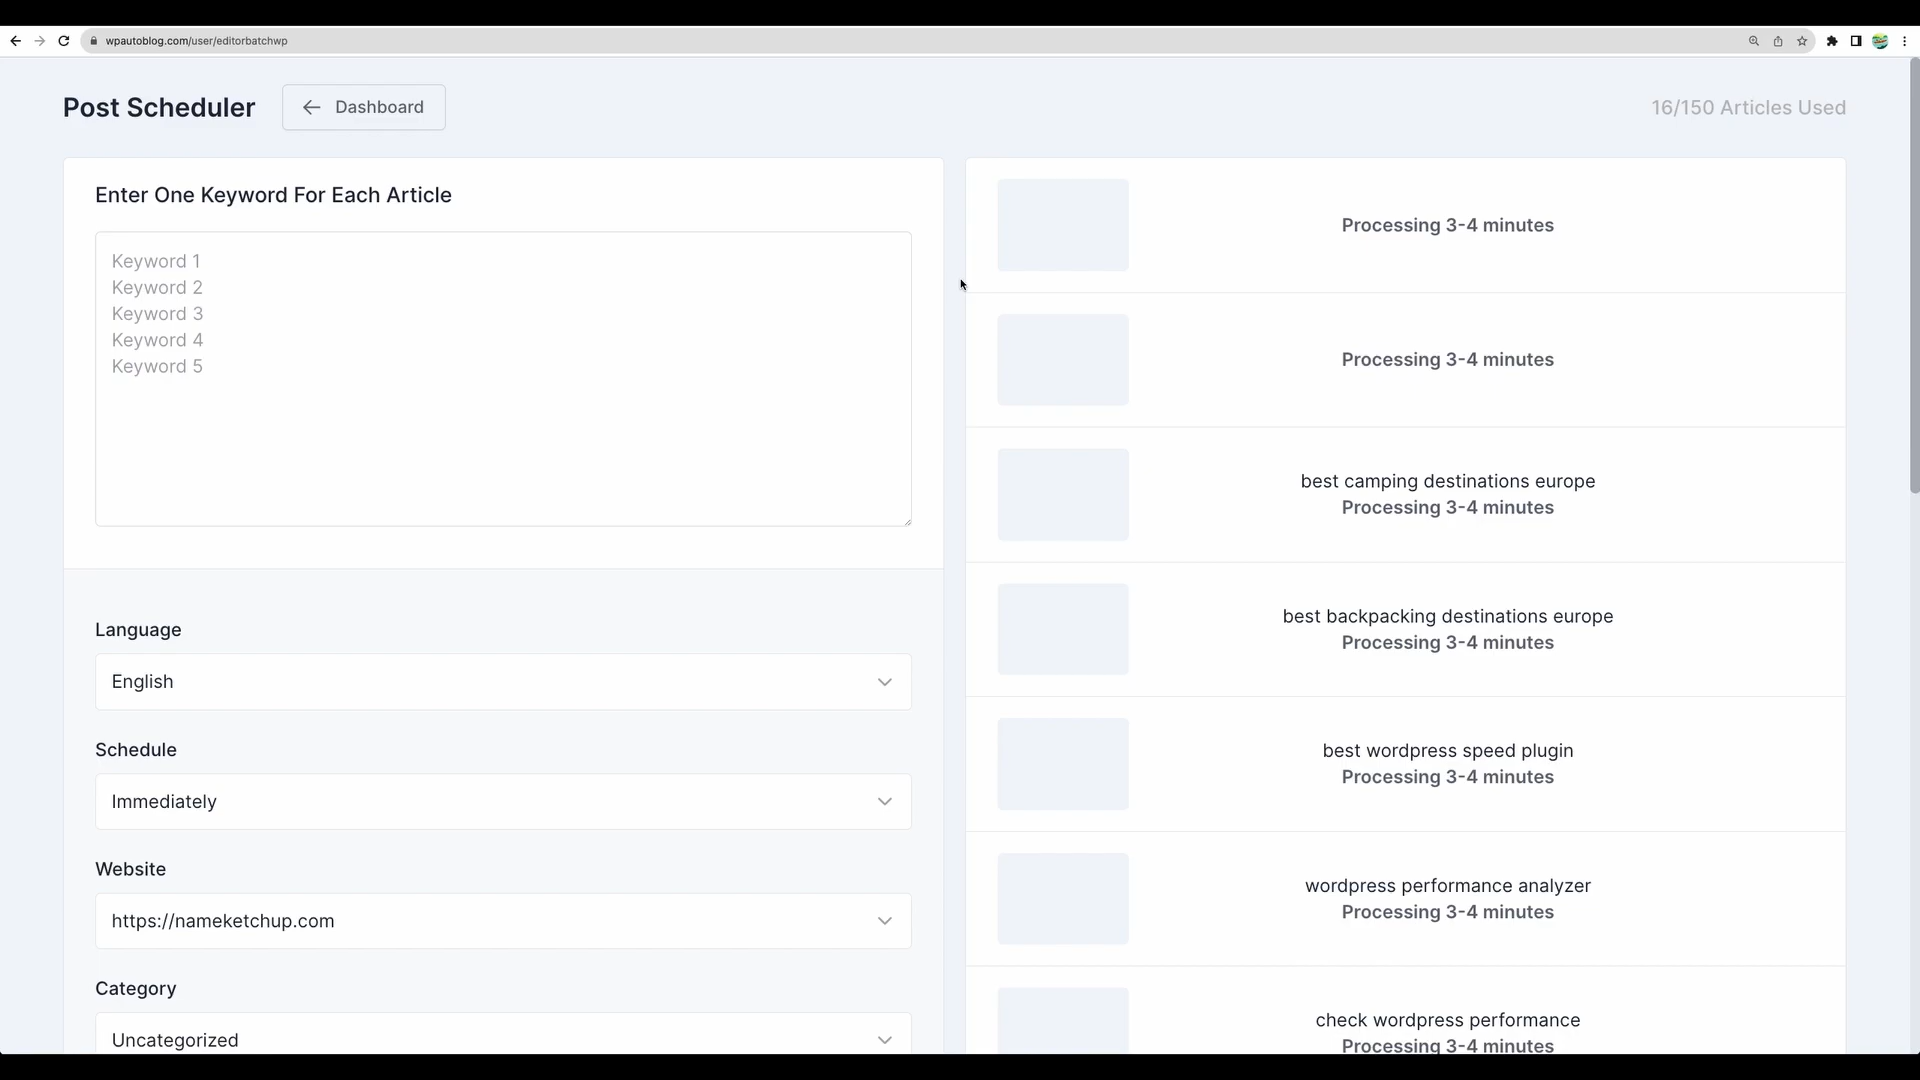 wpautoblog.com/user/editorbatchwp
Post Scheduler
Dashboard
16/150 Articles Used
Enter One Keyword For Each Article
Keyword 1
Keyword 2
Keyword 3
Keyword 4
Keyword 5
Language
English
Schedule
Immediately
Website
https://nameketchup.com
Category
Uncategorized
Processing 3-4 minutes
Processing 3-4 minutes
best camping destinations europe
Processing 3-4 minutes
best backpacking destinations europe
Processing 3-4 minutes
best wordpress speed plugin
Processing 3-4 minutes
wordpress performance analyzer
Processing 3-4 minutes
check wordpress performance
Processing 3-4 minutes